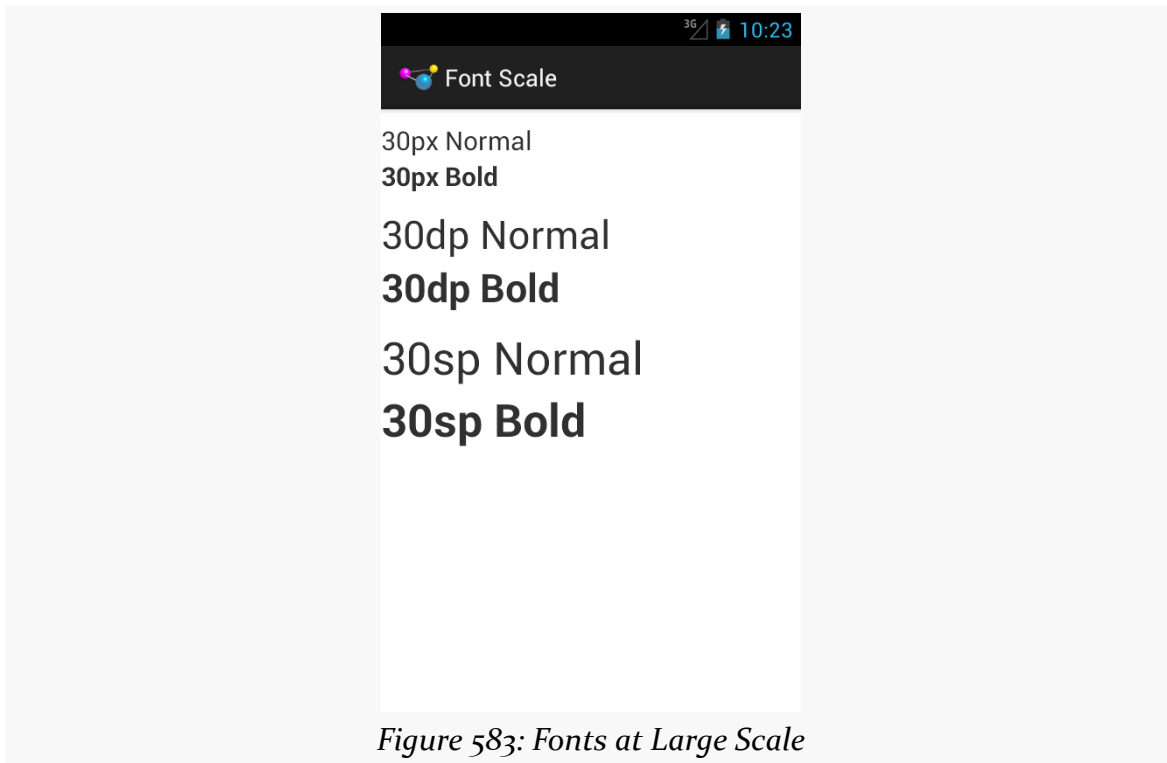 3G 10:23
Font Scale
30px Normal
30px Bold
30dp Normal
30dp Bold
30sp Normal
30sp Bold
Figure 583: Fonts at Large Scale